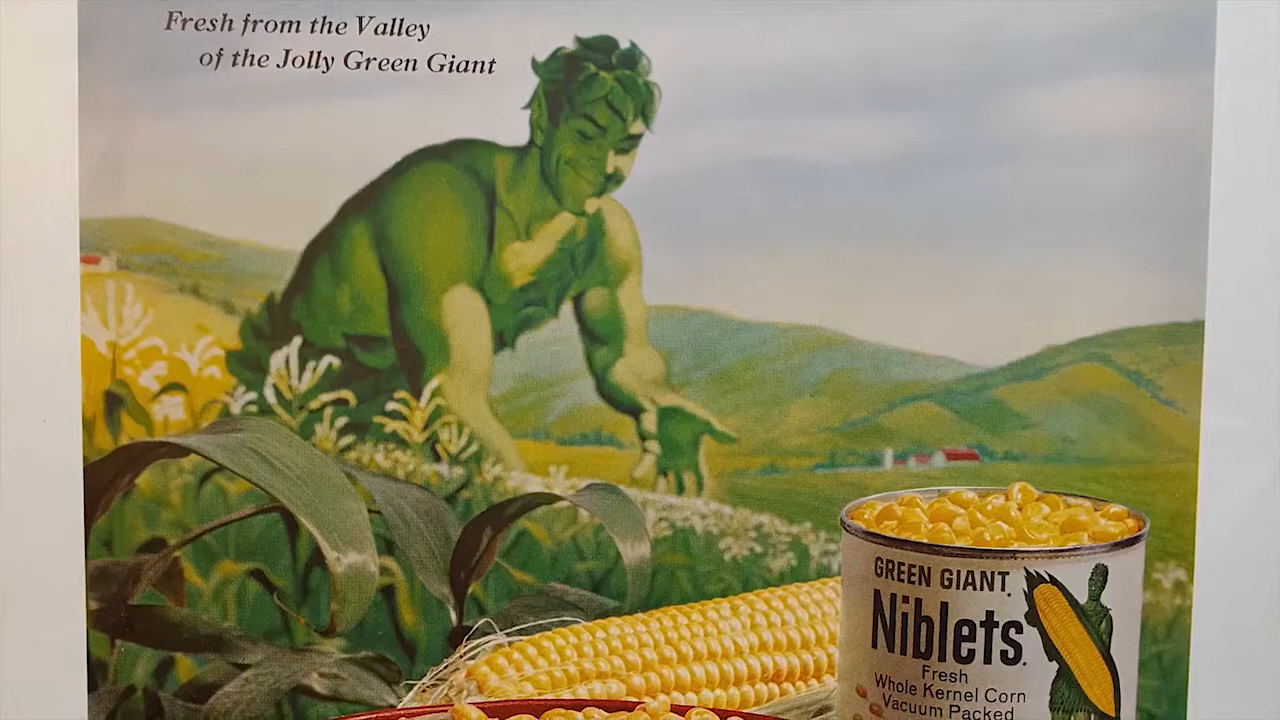 Fresh from the Valley
of the Jolly Green Giant
GREEN GIANT.
Niblets.
Fresh
Whole Kernel Corn
Vacuum Packed